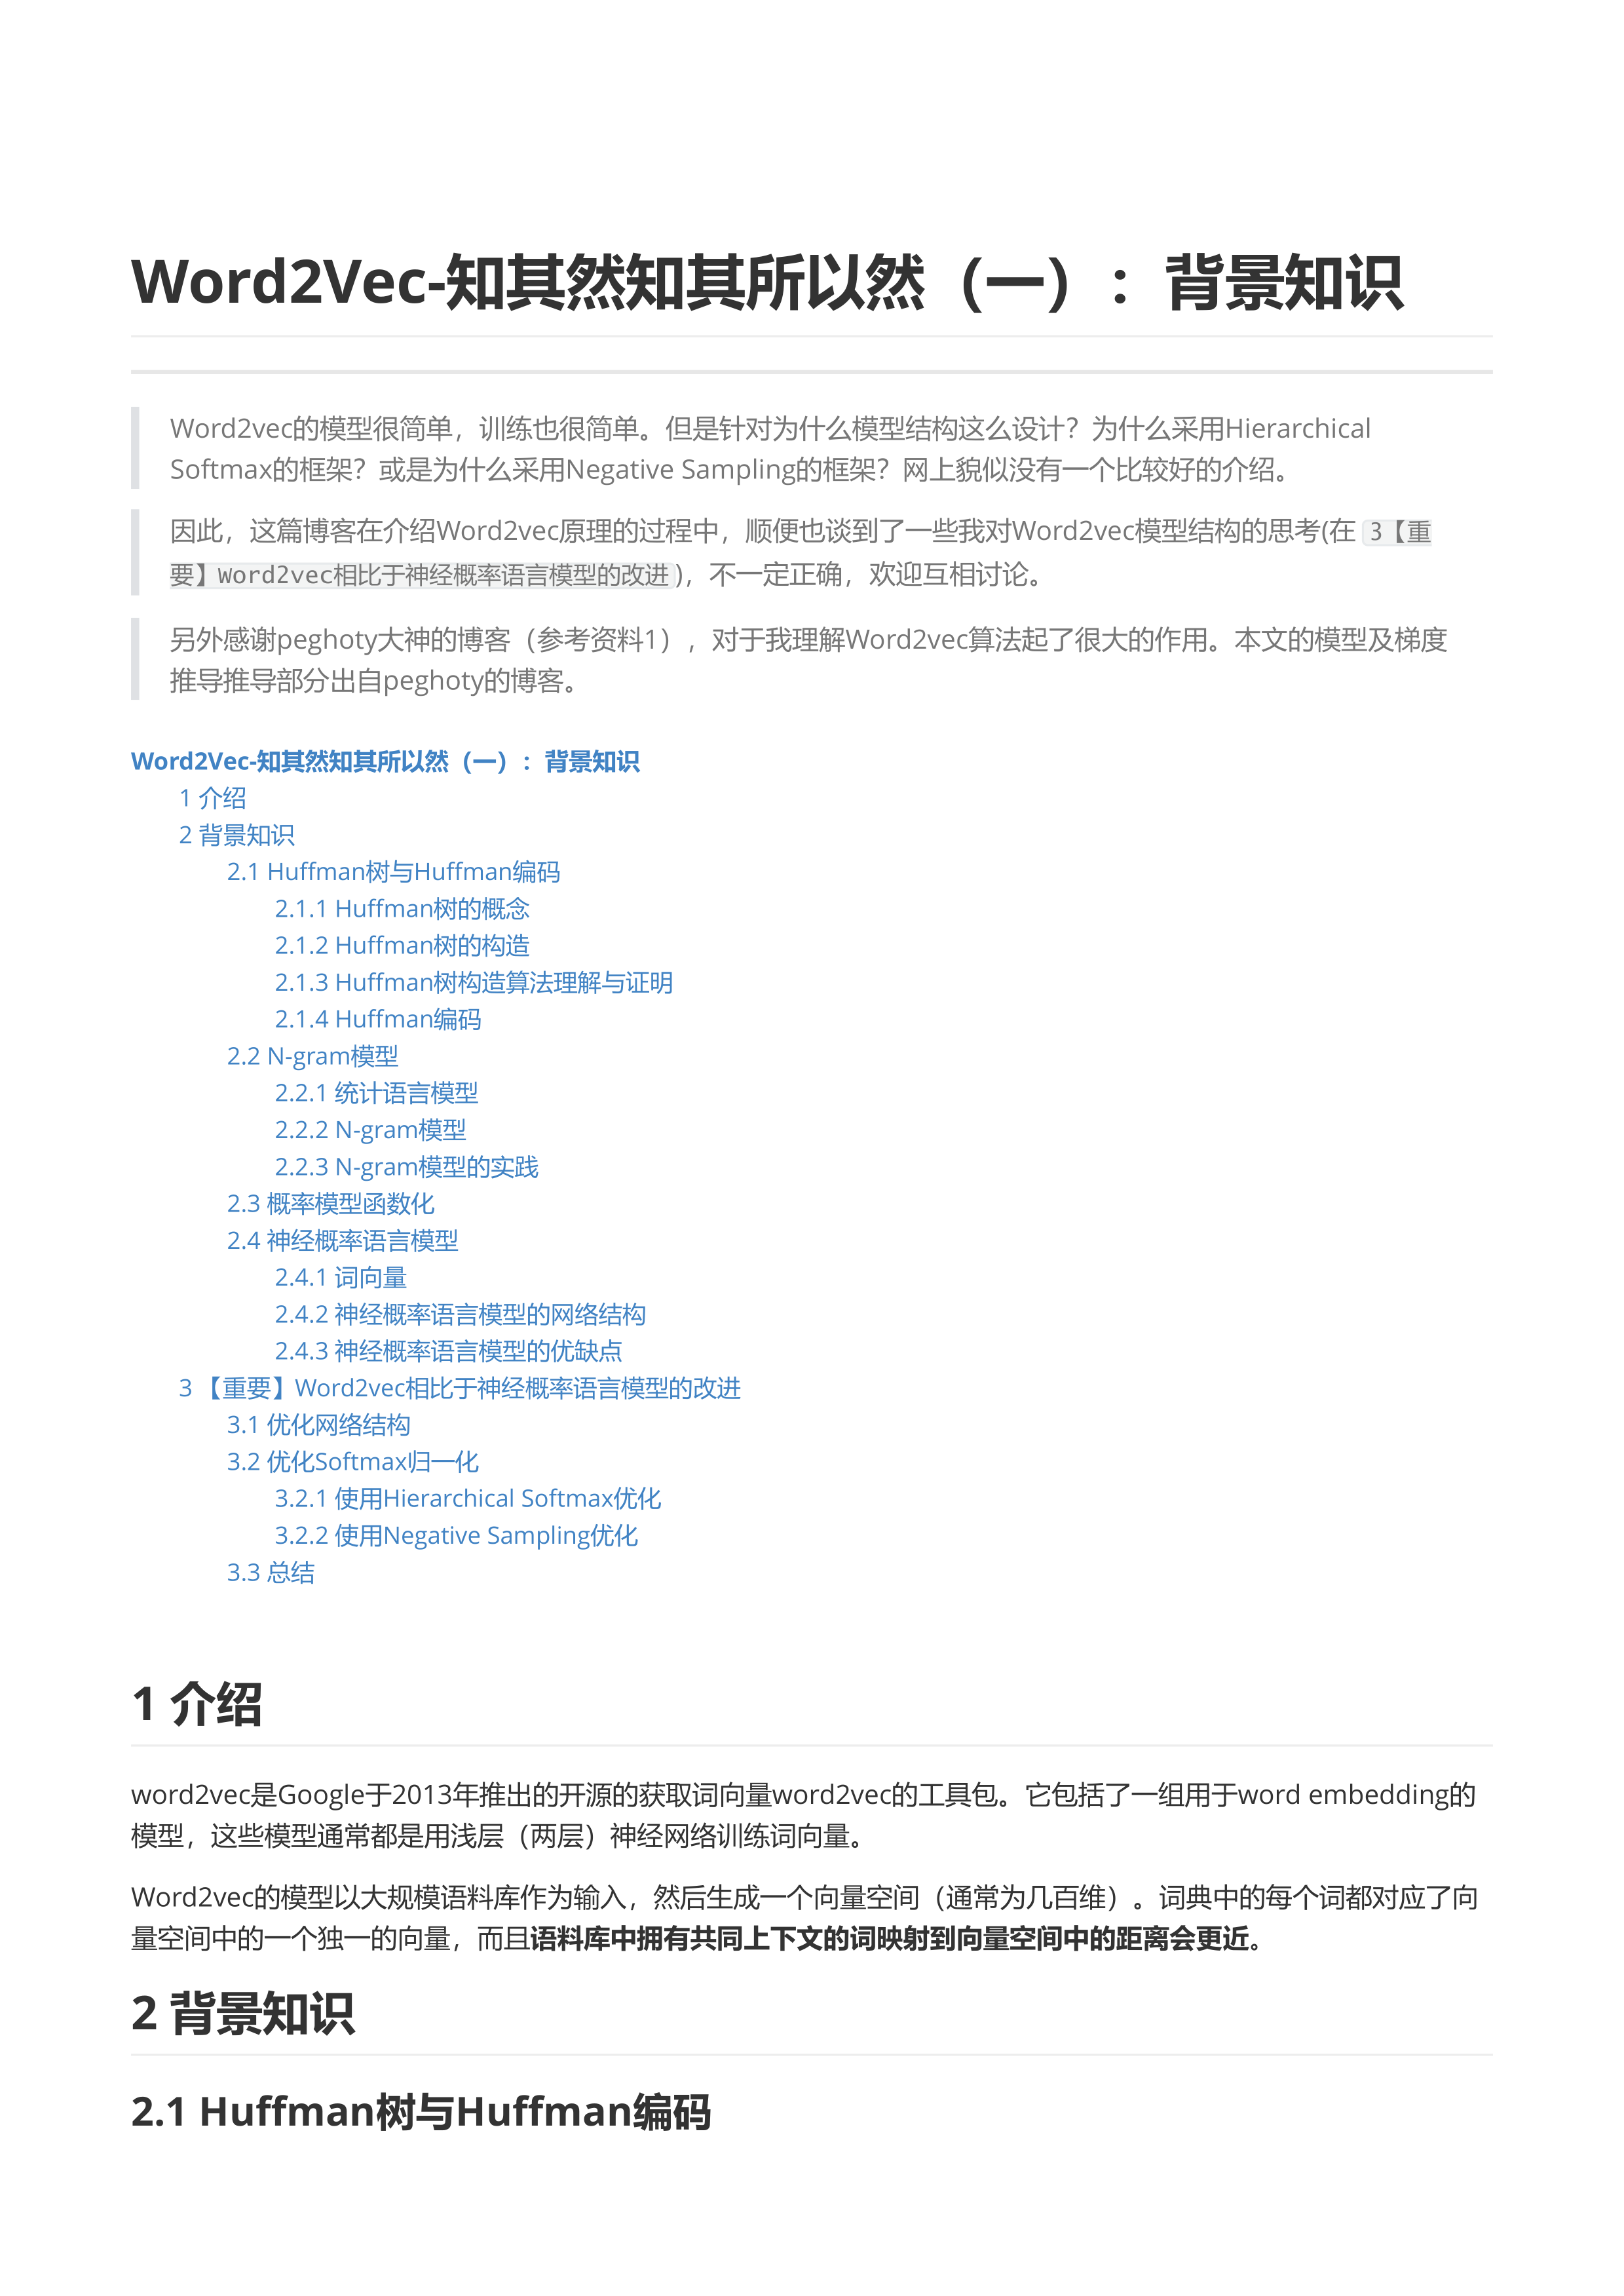 Word2Vec-知其然知其所以然（一）：背景知识
Word2vec的模型很简单，训练也很简单。但是针对为什么模型结构这么设计？为什么采用Hierarchical
Softmax的框架？或是为什么采用Negative Sampling的框架？网上貌似没有一个比较好的介绍。
因此，这篇博客在介绍Word2vec原理的过程中，顺便也谈到了一些我对Word2vec模型结构的思考(在 3【重
要】Word2vec相比于神经概率语言模型的改进)，不一定正确，欢迎互相讨论。
另外感谢peghoty大神的博客（参考资料1），对于我理解Word2vec算法起了很大的作用。本文的模型及梯度
推导推导部分出自peghoty的博客。
Word2Vec-知其然知其所以然（一）：背景知识
1 介绍
2 背景知识
2.1 Huffman树与Huffman编码
2.1.1 Huffman树的概念
2.1.2 Huffman树的构造
2.1.3 Huffman树构造算法理解与证明
2.1.4 Huffman编码
2.2 N-gram模型
2.2.1 统计语言模型
2.2.2 N-gram模型
2.2.3 N-gram模型的实践
2.3 概率模型函数化
2.4 神经概率语言模型
2.4.1 词向量
2.4.2 神经概率语言模型的网络结构
2.4.3 神经概率语言模型的优缺点
3 【重要】Word2vec相比于神经概率语言模型的改进
3.1 优化网络结构
3.2 优化Softmax归一化
3.2.1 使用Hierarchical Softmax优化
3.2.2 使用Negative Sampling优化
3.3 总结
1 介绍
word2vec是Google于2013年推出的开源的获取词向量word2vec的工具包。它包括了一组用于word embedding的
模型，这些模型通常都是用浅层（两层）神经网络训练词向量。
Word2vec的模型以大规模语料库作为输入，然后生成一个向量空间（通常为几百维）。词典中的每个词都对应了向
量空间中的一个独一的向量，而且语料库中拥有共同上下文的词映射到向量空间中的距离会更近。
2 背景知识
2.1 Huffman树与Huffman编码